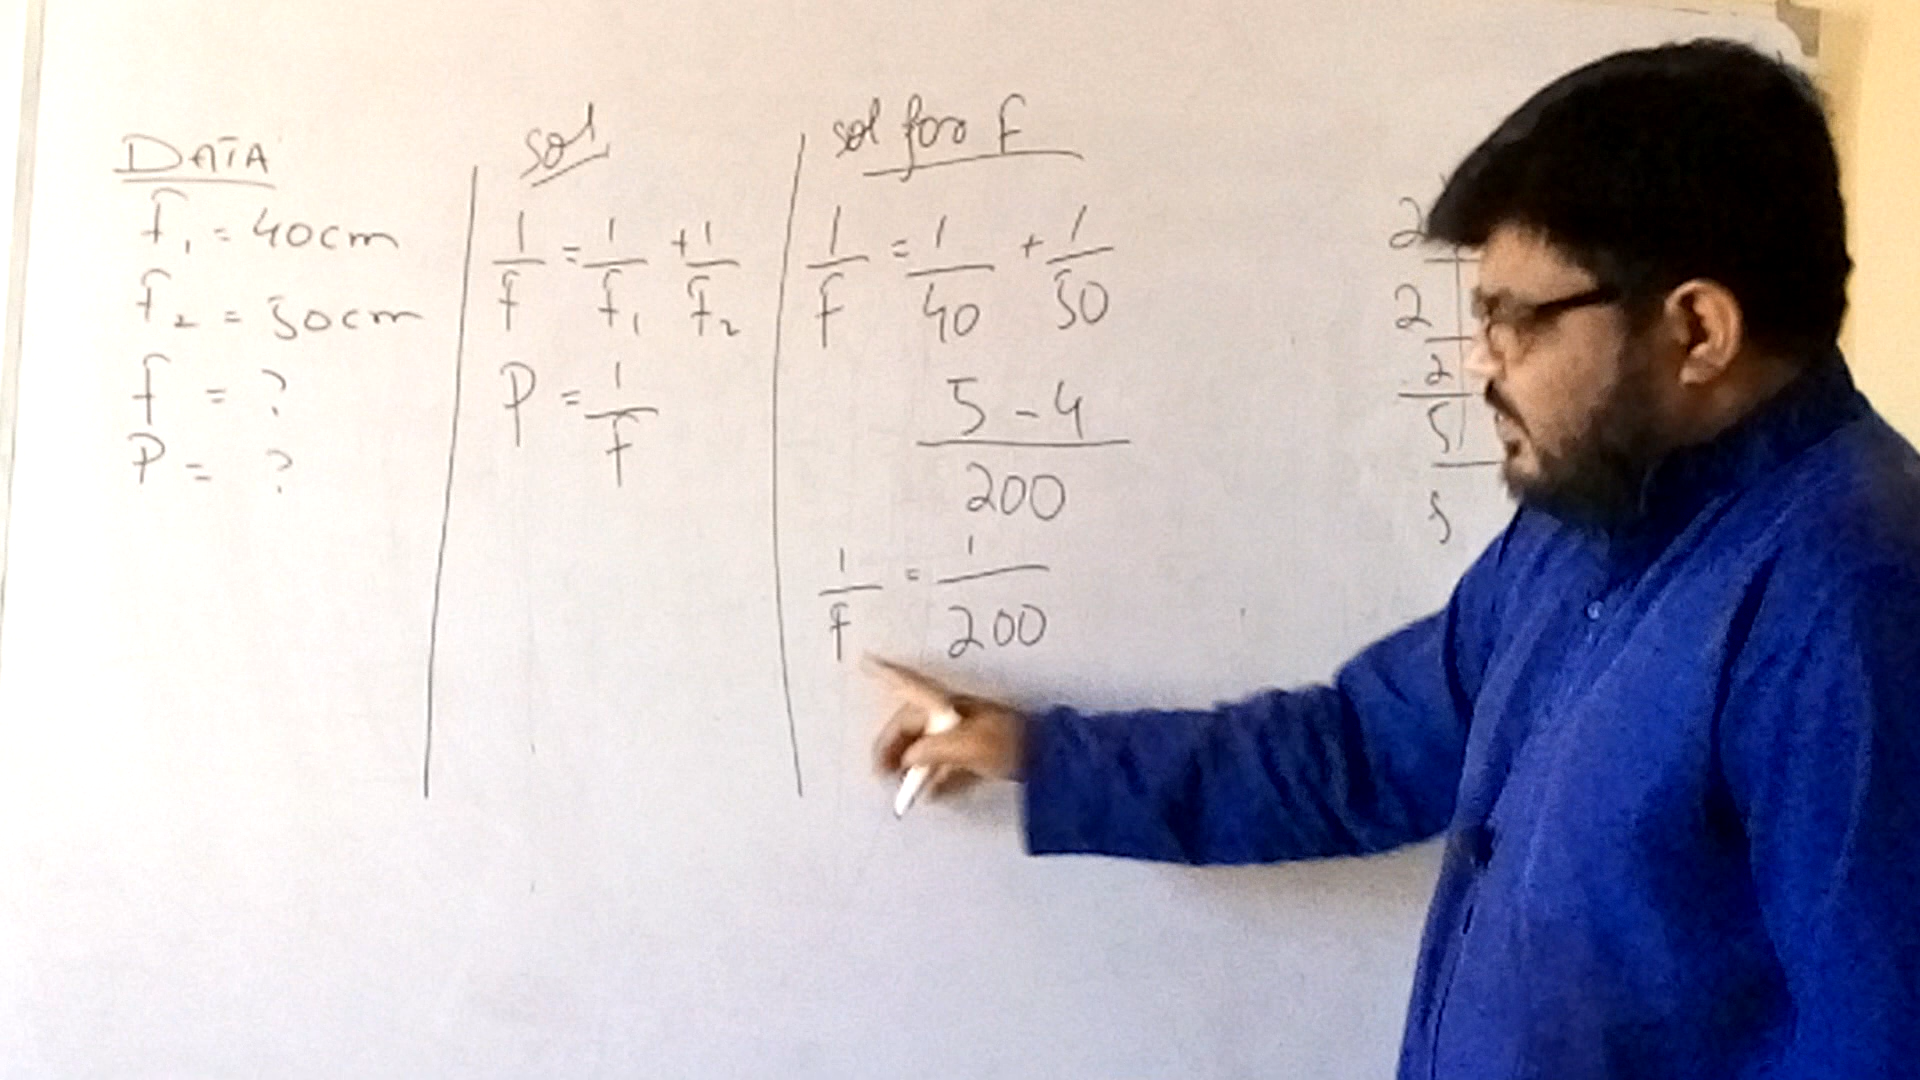 DATA
F₁ = 40cm
F₂ = 50cm
F = ?
P = ?
sol
1/F = 1/F₁ + 1/F₂
P = 1/F
sol for F
1/F = 1/40 + 1/50
5 - 4 / 200
1/F = 1/200
2
2
2
5
5